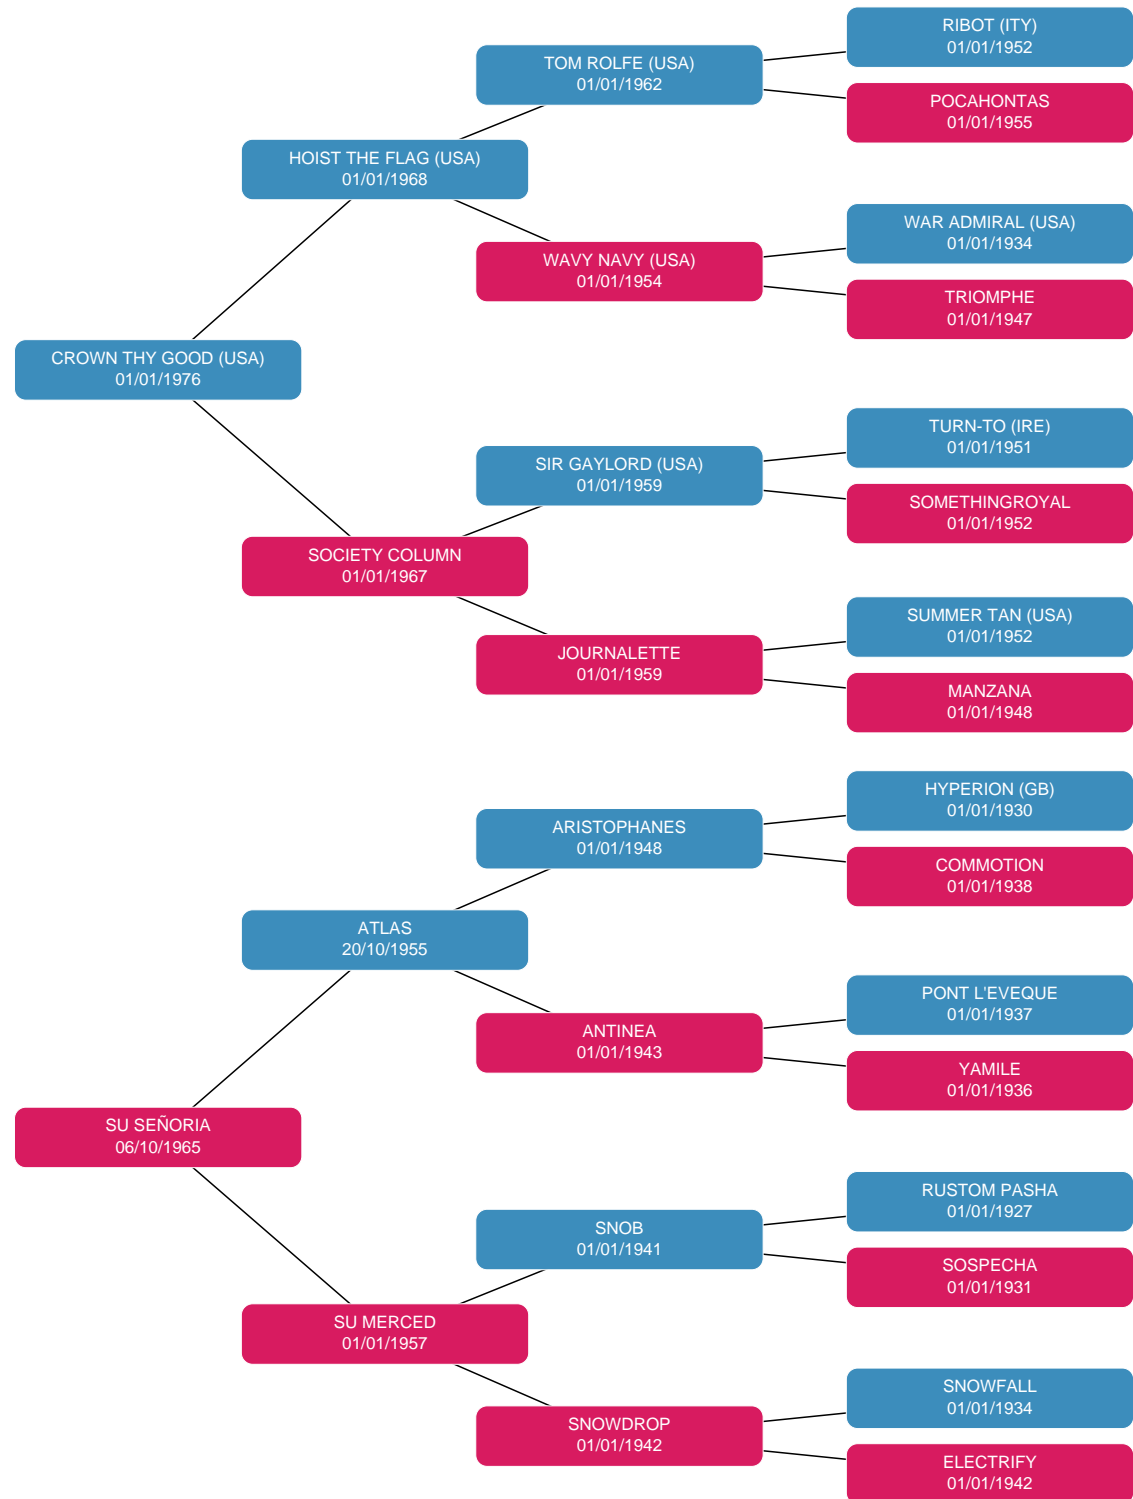 RIBOT (ITY)
01/01/1952
TOM ROLFE (USA)
01/01/1962
POCAHONTAS
01/01/1955
HOIST THE FLAG (USA)
01/01/1968
WAR ADMIRAL (USA)
01/01/1934
WAVY NAVY (USA)
01/01/1954
TRIOMPHE
01/01/1947
CROWN THY GOOD (USA)
01/01/1976
TURN-TO (IRE)
01/01/1951
SIR GAYLORD (USA)
01/01/1959
SOMETHINGROYAL
01/01/1952
SOCIETY COLUMN
01/01/1967
SUMMER TAN (USA)
01/01/1952
JOURNALETTE
01/01/1959
MANZANA
01/01/1948
HYPERION (GB)
01/01/1930
ARISTOPHANES
01/01/1948
COMMOTION
01/01/1938
ATLAS
20/10/1955
PONT L'EVEQUE
01/01/1937
ANTINEA
01/01/1943
YAMILE
01/01/1936
SU SEÑORIA
06/10/1965
RUSTOM PASHA
01/01/1927
SNOB
01/01/1941
SOSPECHA
01/01/1931
SU MERCED
01/01/1957
SNOWFALL
01/01/1934
SNOWDROP
01/01/1942
ELECTRIFY
01/01/1942